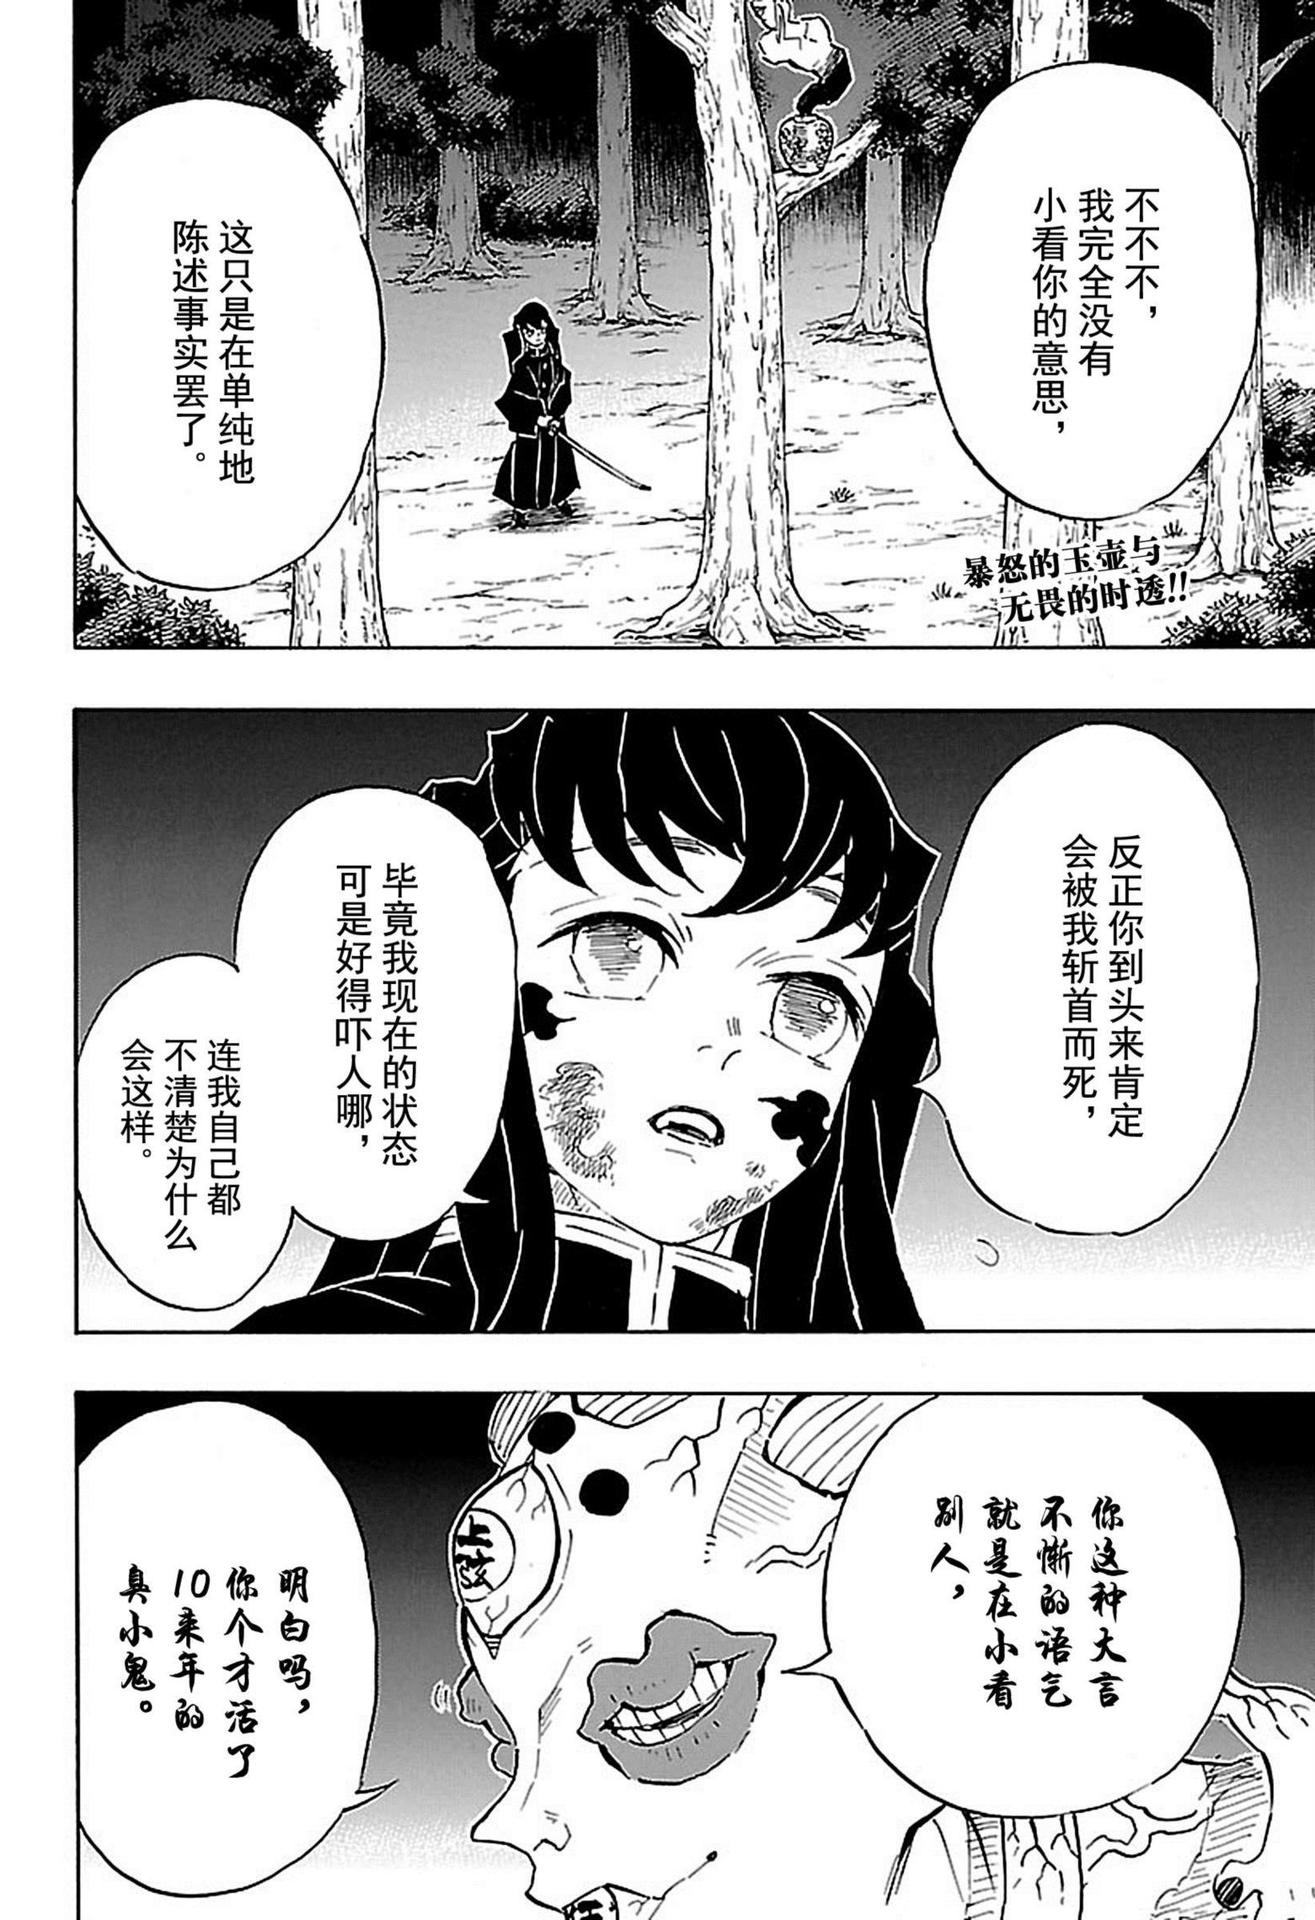 不不不，
我完全没有
小看你的意思，
这只是在单纯地
陈述事实罢了。
暴怒的玉壶与
无畏的时透!!
反正你到头来肯定
会被我斩首而死，
毕竟我现在的状态
可是好得吓人哪，
连我自己都
不清楚为什么
会这样。
你这种大言
不惭的语气
就是在小看
别人，
上弦
明白吗，
你个才活了
10来年的
臭小鬼。